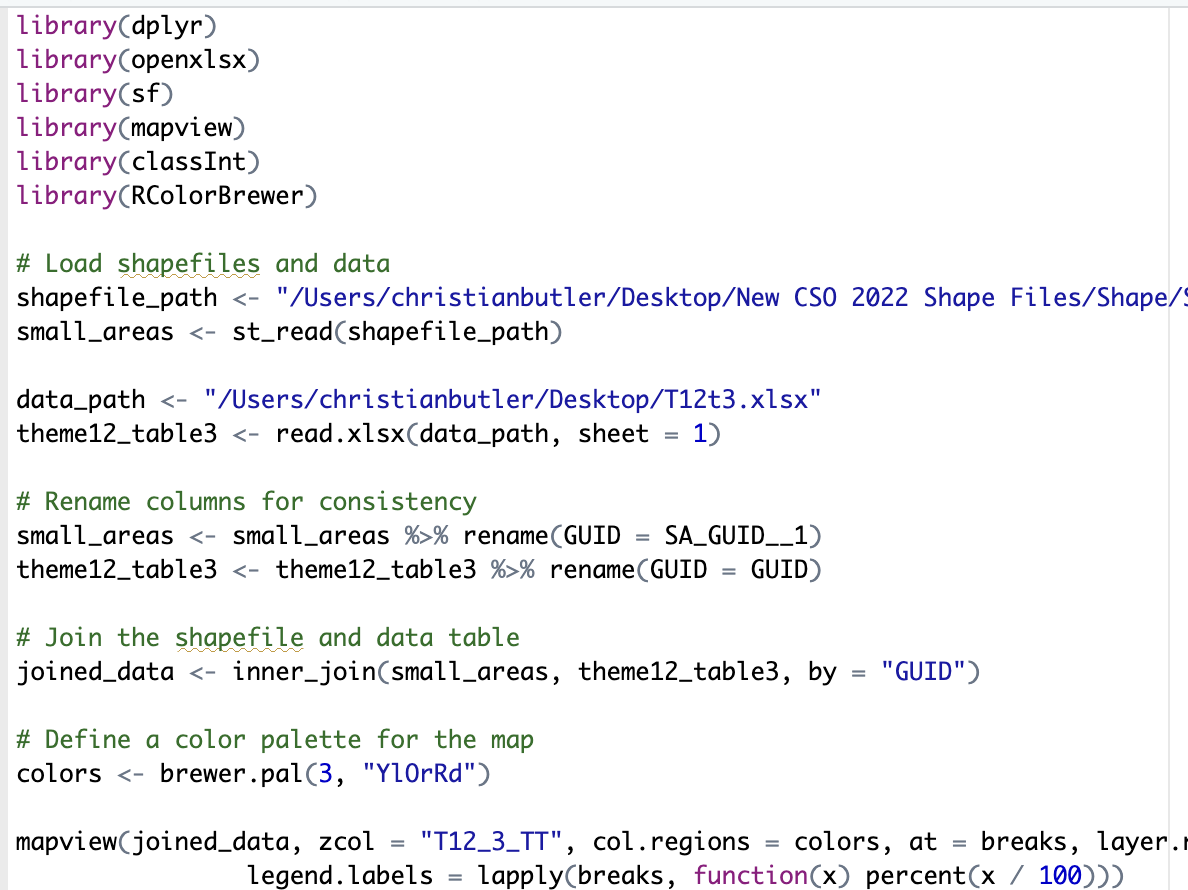 library(dplyr)
library(openxlsx)
library(sf)
library(mapview)
library(classInt)
library(RColorBrewer)
# Load shapefiles and data
shapefile_path <- "/Users/christianbutler/Desktop/New CSO 2022 Shape Files/Shape/
small_areas <- st_read(shapefile_path)
data_path <- "/Users/christianbutler/Desktop/T12t3.xlsx"
theme12_table3 <- read.xlsx(data_path, sheet = 1)
# Rename columns for consistency
small_areas <- small_areas %>% rename(GUID = SA_GUID__1)
theme12_table3 <- theme12_table3 %>% rename(GUID = GUID)
# Join the shapefile and data table
joined_data <- inner_join(small_areas, theme12_table3, by = "GUID")
# Define a color palette for the map
colors <- brewer.pal(3, "YlOrRd")
mapview(joined_data, zcol = "T12_3_TT", col.regions = colors, at = breaks, layer.
legend.labels = lapply(breaks, function(x) percent(x / 100)))